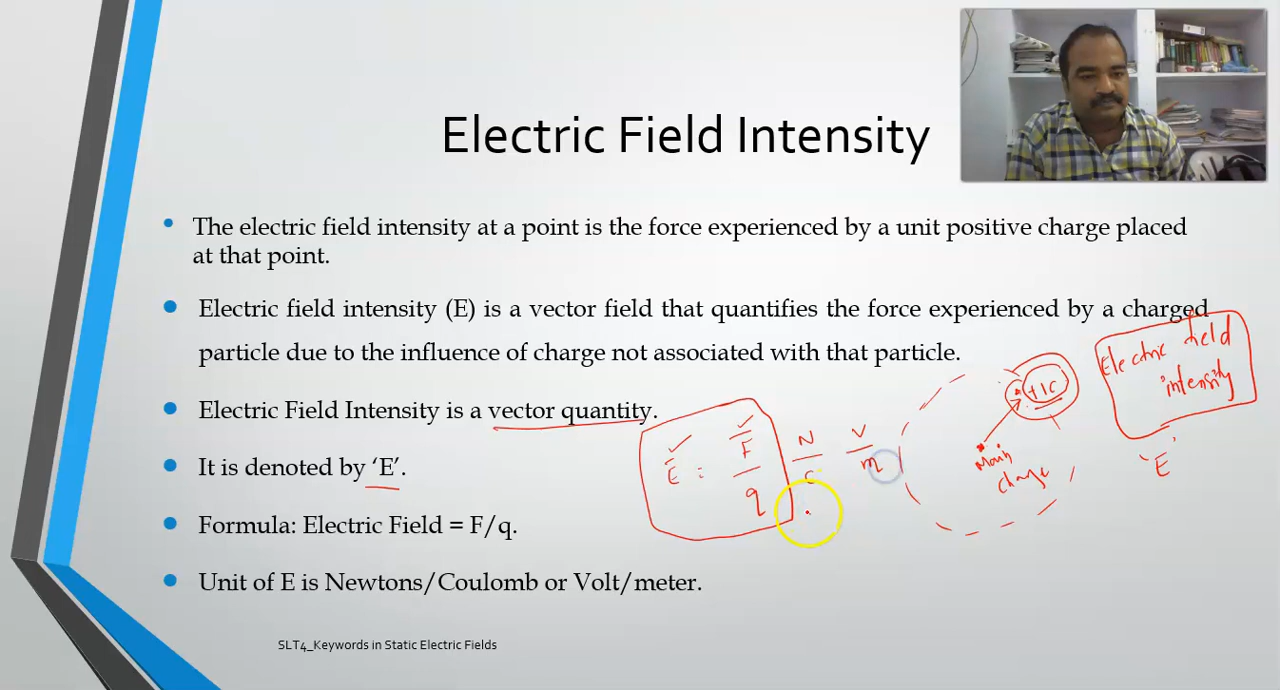 Electric Field Intensity
• The electric field intensity at a point is the force experienced by a unit positive charge placed
at that point.
• Electric field intensity (E) is a vector field that quantifies the force experienced by a charged
particle due to the influence of charge not associated with that particle.
• Electric Field Intensity is a vector quantity.
• It is denoted by ‘E’.
• Formula: Electric Field = F/q.
• Unit of E is Newtons/Coulomb or Volt/meter.
E = F/q
N/C
V/m
+1C
Main
charge
Electric field
intensity
‘E’
SLT4_Keywords in Static Electric Fields